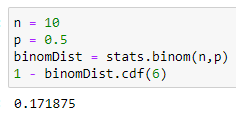 n = 10
p = 0.5
binomDist = stats.binom(n,p)
1 - binomDist.cdf(6)
0.171875